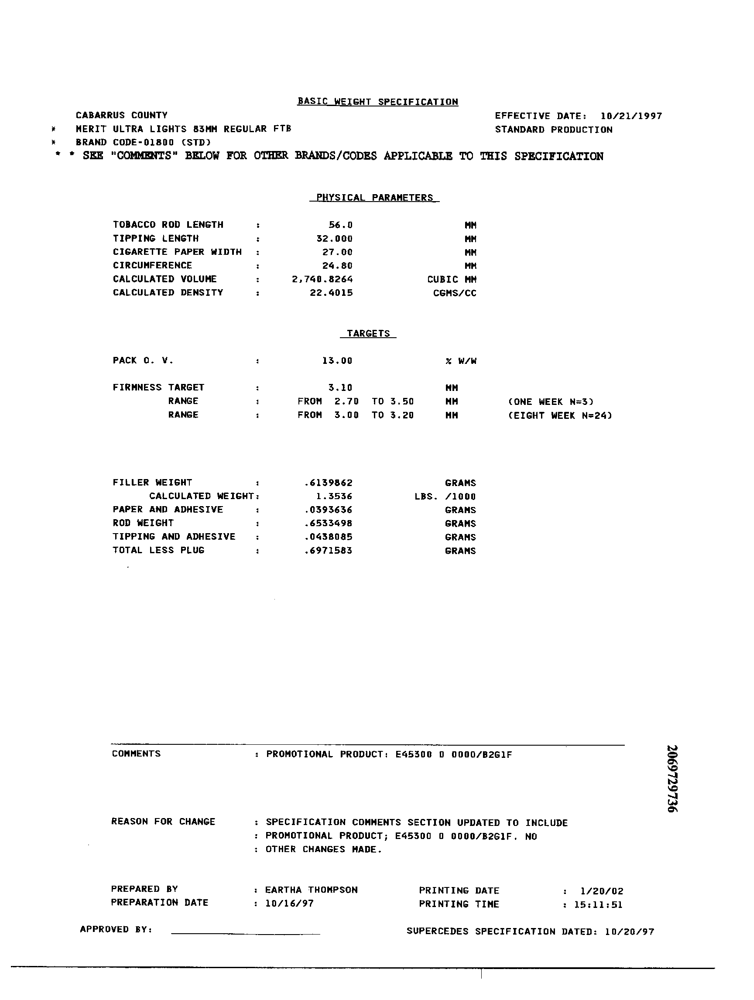 BASIC WEIGHT SPECIFICATION
CABARRUS COUNTY EFFECTIVE DATE: 10/21/1997
* MERIT ULTRA LIGHTS 83MM REGULAR FTB STANDARD PRODUCTION
* BRAND CODE-01800 (STD)
* * SEE "COMMENTS" BELOW FOR OTHER BRANDS/CODES APPLICABLE TO THIS SPECIFICATION
PHYSICAL PARAMETERS
TOBACCO ROD LENGTH : 56.0 MM
TIPPING LENGTH : 32.000 MM
CIGARETTE PAPER WIDTH : 27.00 MM
CIRCUMFERENCE : 24.80 MM
CALCULATED VOLUME : 2,740.8264 CUBIC MM
CALCULATED DENSITY : 22.4015 CGMS/CC
TARGETS
PACK O. V. : 13.00 % W/W
FIRMNESS TARGET : 3.10 MM
RANGE : FROM 2.70 TO 3.50 MM (ONE WEEK N=3)
RANGE : FROM 3.00 TO 3.20 MM (EIGHT WEEK N=24)
FILLER WEIGHT : .6139862 GRAMS
CALCULATED WEIGHT: 1.3536 LBS. /1000
PAPER AND ADHESIVE : .0393636 GRAMS
ROD WEIGHT : .6533498 GRAMS
TIPPING AND ADHESIVE : .0438085 GRAMS
TOTAL LESS PLUG : .6971583 GRAMS
COMMENTS : PROMOTIONAL PRODUCT: E45300 0 0000/B2G1F
2069729736
REASON FOR CHANGE : SPECIFICATION COMMENTS SECTION UPDATED TO INCLUDE
: PROMOTIONAL PRODUCT; E45300 0 0000/B2G1F. NO
: OTHER CHANGES MADE.
PREPARED BY : EARTHA THOMPSON PRINTING DATE : 1/20/02
PREPARATION DATE : 10/16/97 PRINTING TIME : 15:11:51
APPROVED BY: SUPERCEDES SPECIFICATION DATED: 10/20/97